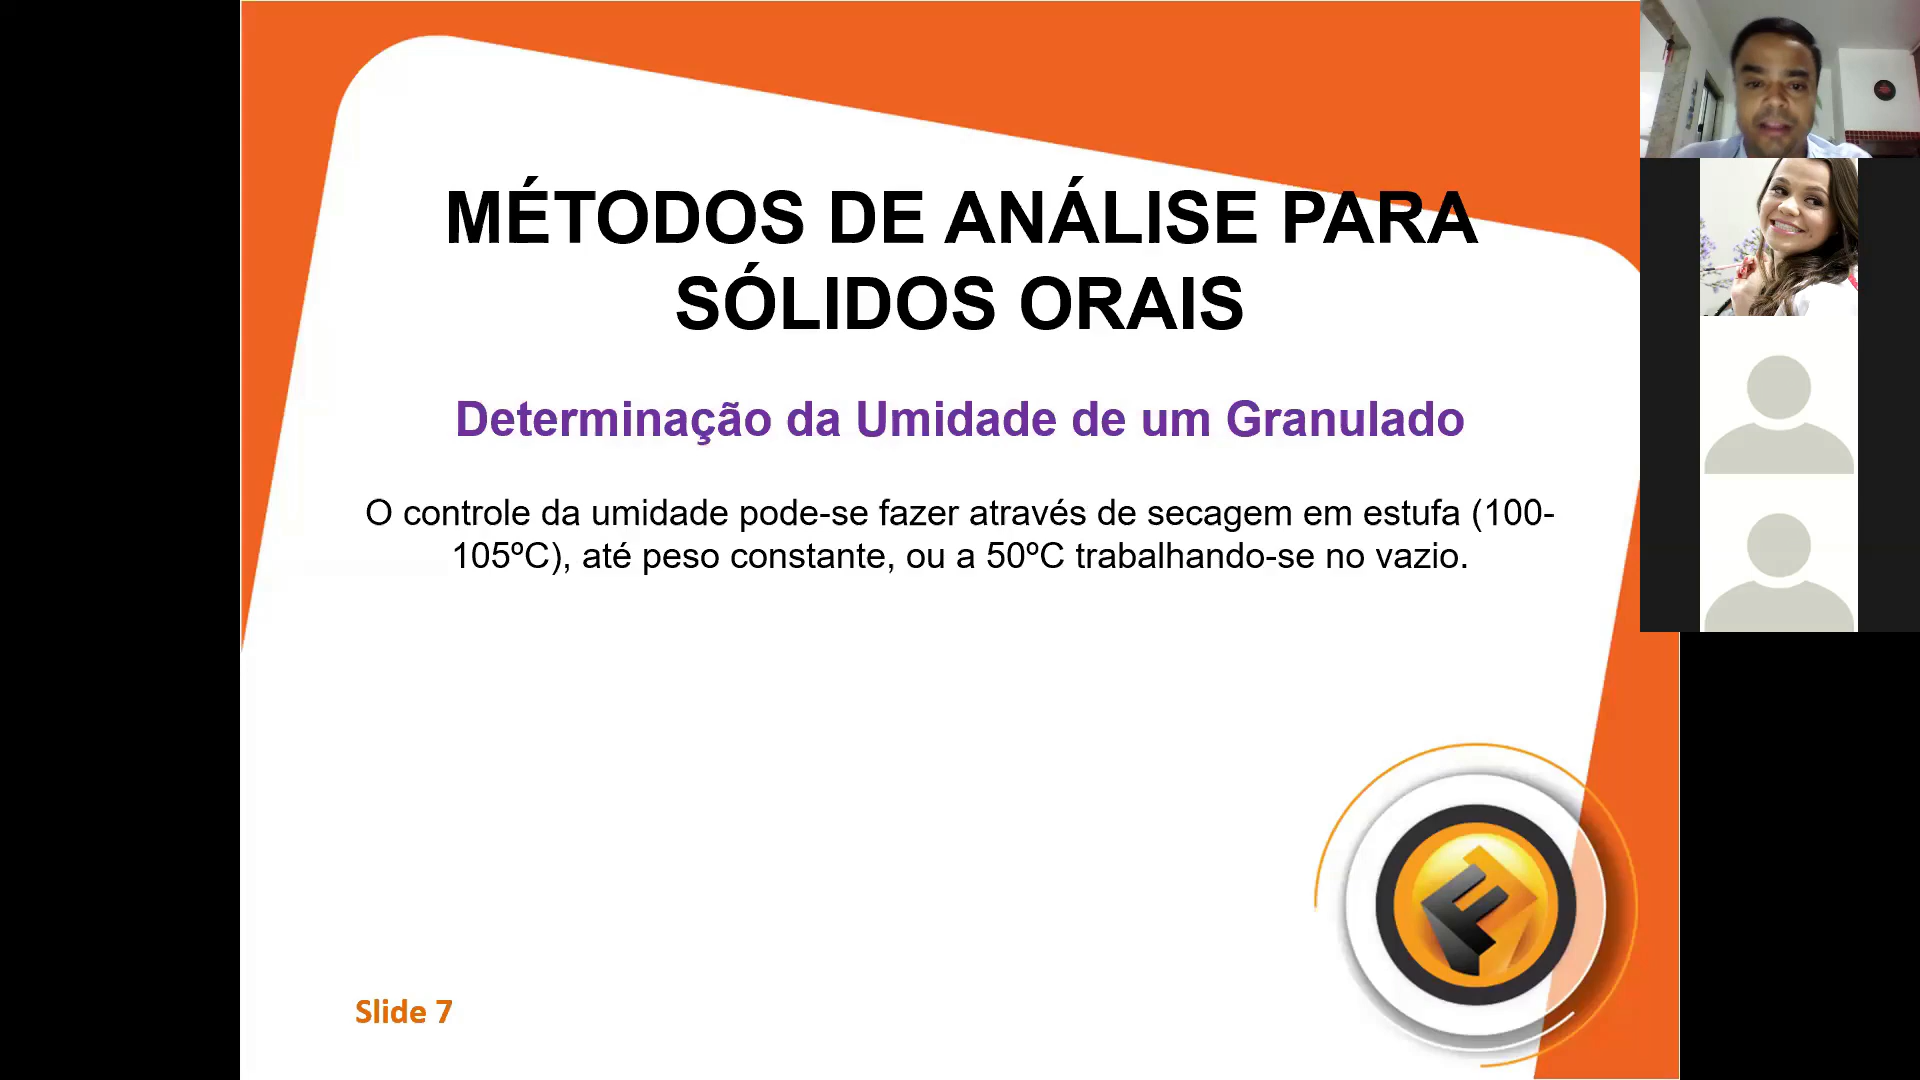 MÉTODOS DE ANÁLISE PARA
SÓLIDOS ORAIS
Determinação da Umidade de um Granulado
O controle da umidade pode-se fazer através de secagem em estufa (100-
105ºC), até peso constante, ou a 50ºC trabalhando-se no vazio.
Slide 7